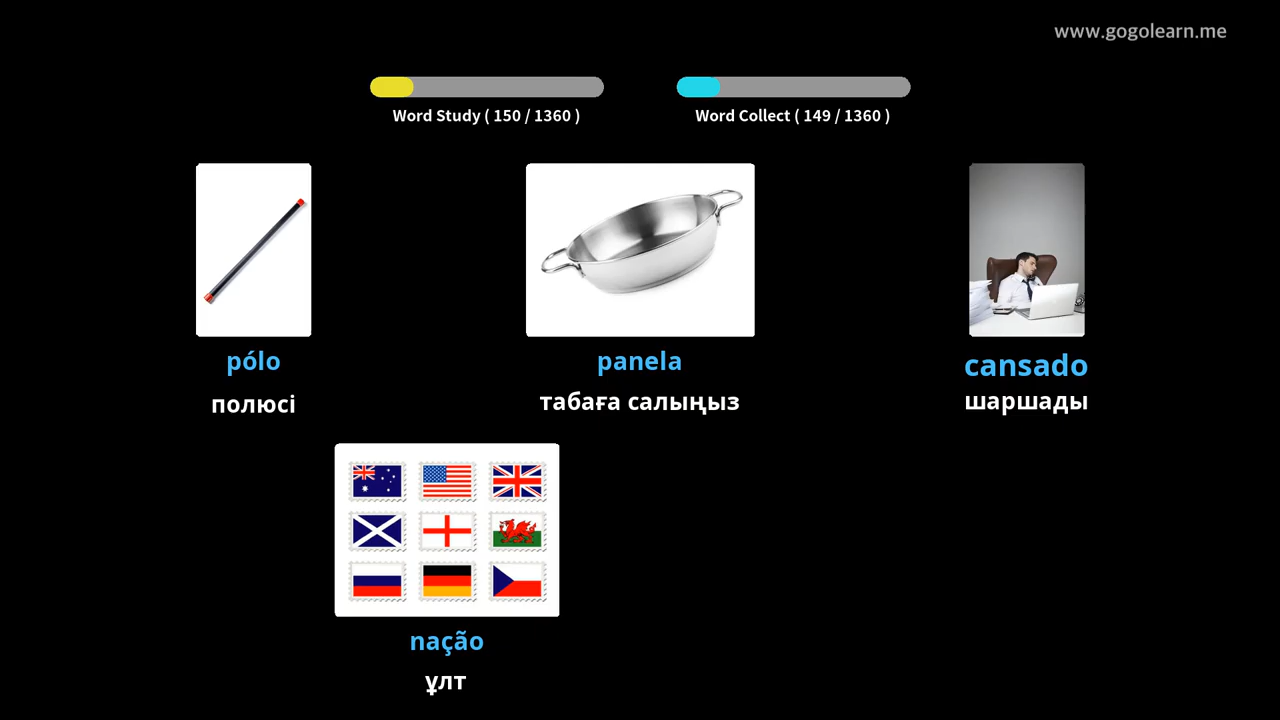 www.gogolearn.me
Word Study ( 150 / 1360 )
Word Collect ( 149 / 1360 )
pólo
полюсі
panela
табаға салыңыз
cansado
шаршады
nação
ұлт